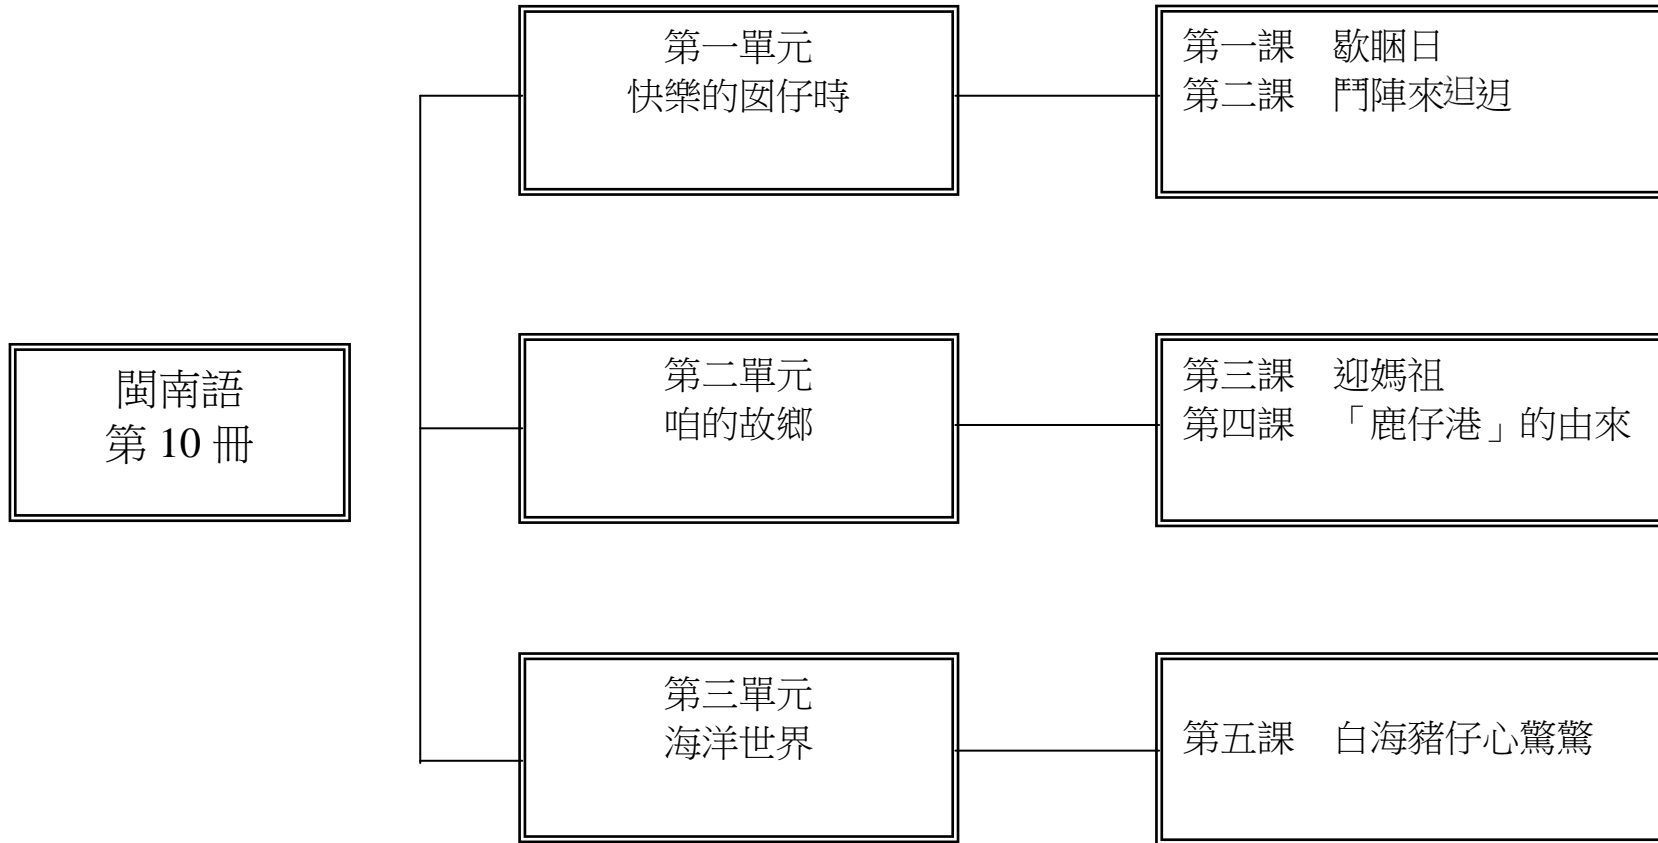 第一單元
快樂的囡仔時
第一課　歇睏日
第二課　鬥陣來𨑨迌
閩南語
第 10 冊
第二單元
咱的故鄉
第三課　迎媽祖
第四課　「鹿仔港」的由來
第三單元
海洋世界
第五課　白海豬仔心驚驚